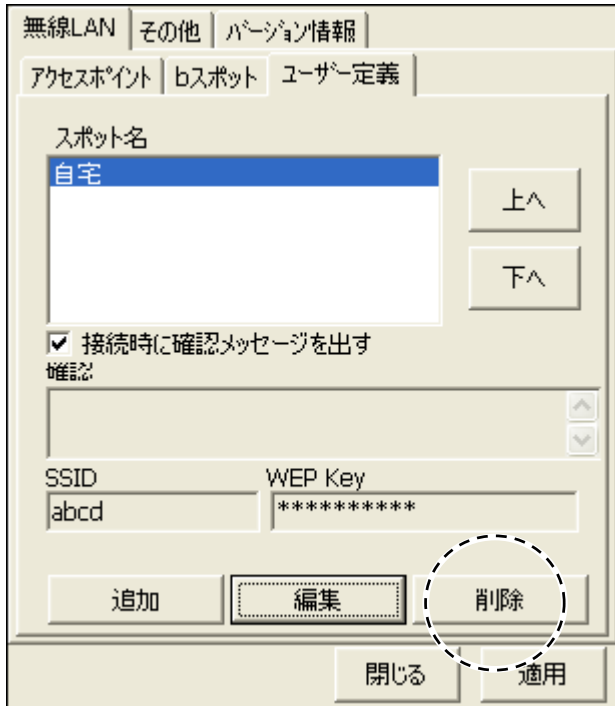 無線LAN その他 バージョン情報
アクセスポイント bスポット ユーザー定義
スポット名
自宅
上へ
下へ
接続時に確認メッセージを出す
確認
SSID WEP Key
abcd **********
追加 編集 削除
閉じる 適用